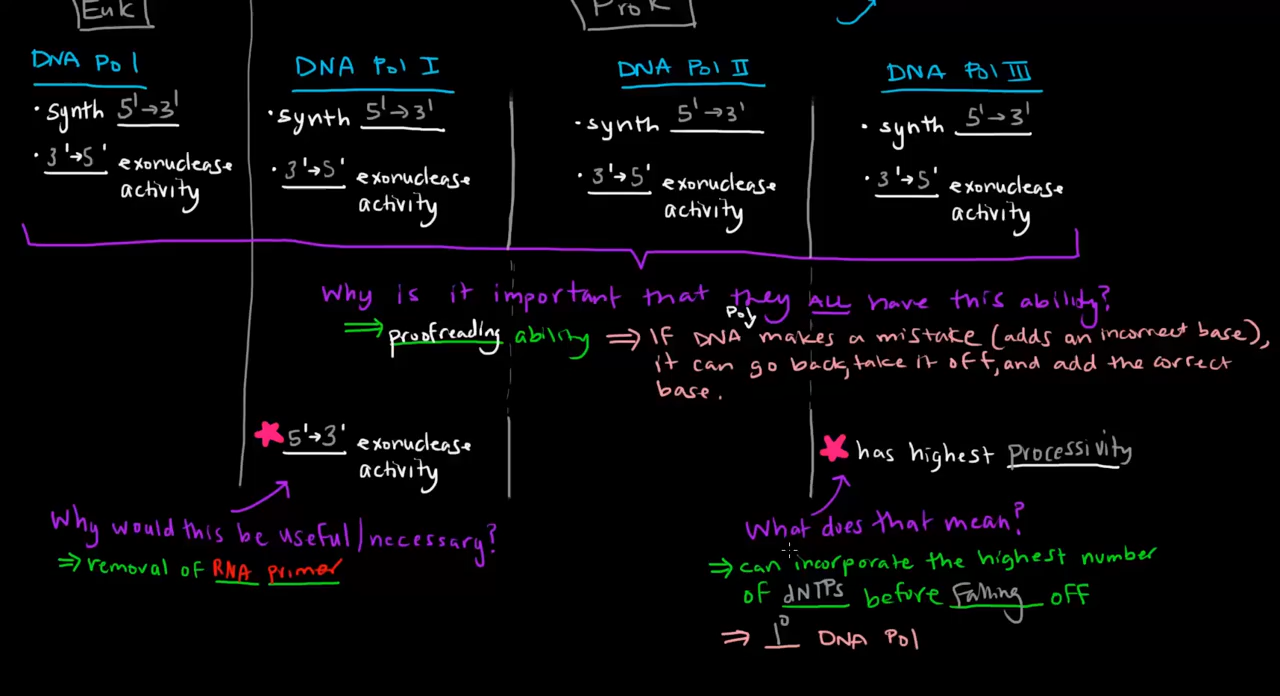 Euk
Prok
DNA Pol
• synth 5'→3'
• 3'→5' exonuclease
activity
DNA Pol I
• synth 5'→3'
• 3'→5' exonuclease
activity
DNA Pol II
• synth 5'→3'
• 3'→5' exonuclease
activity
DNA Pol III
• synth 5'→3'
• 3'→5' exonuclease
activity
Why is it important that they ALL have this ability?
⇒ proofreading ability ⇒ IF DNA Poly makes a mistake (adds an incorrect base),
it can go back, take it off, and add the correct
base.
★ 5'→3' exonuclease
activity
Why would this be useful/necessary?
⇒ removal of RNA primer
★ has highest processivity
What does that mean?
⇒ can incorporate the highest number
of dNTPs before falling off
⇒ 1° DNA Pol